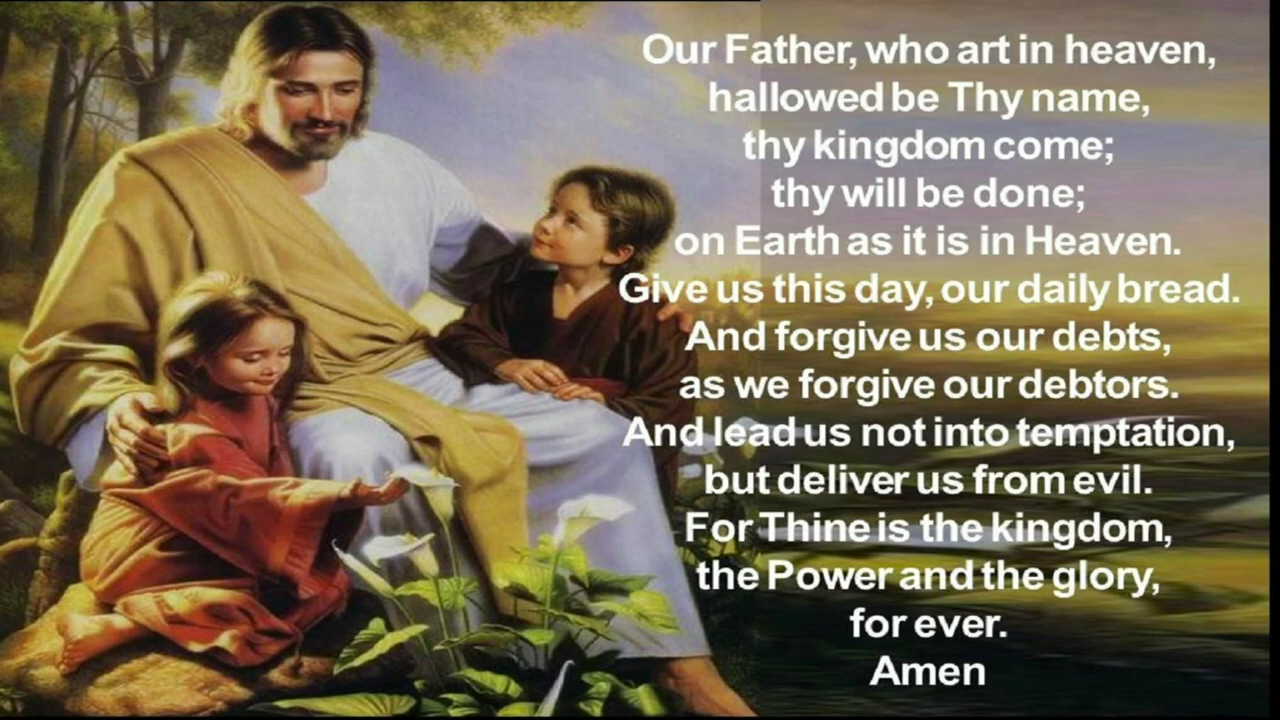 Our Father, who art in heaven,
hallowed be Thy name,
thy kingdom come;
thy will be done;
on Earth as it is in Heaven.
Give us this day, our daily bread.
And forgive us our debts,
as we forgive our debtors.
And lead us not into temptation,
but deliver us from evil.
For Thine is the kingdom,
the Power and the glory,
for ever.
Amen